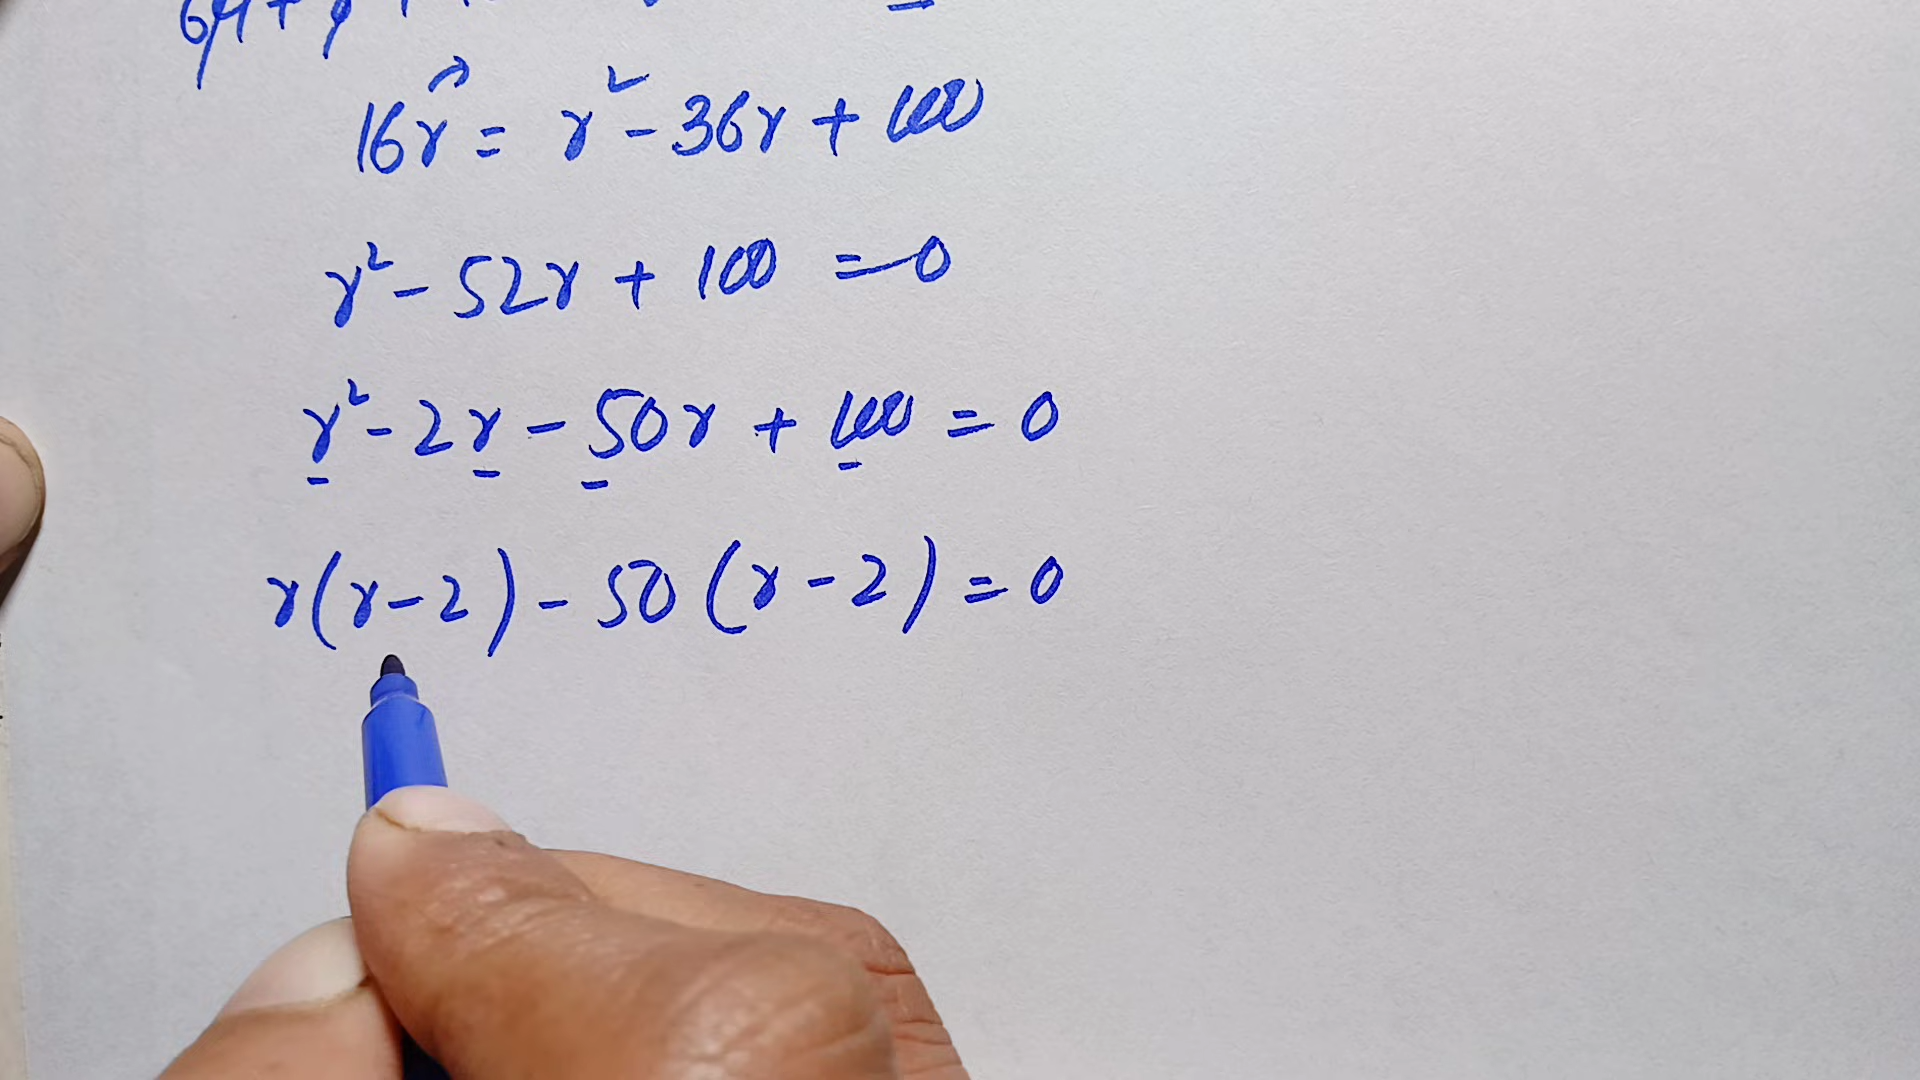 16r = r² - 36r + 100
r² - 52r + 100 = 0
r² - 2r - 50r + 100 = 0
r(r-2) - 50(r-2) = 0